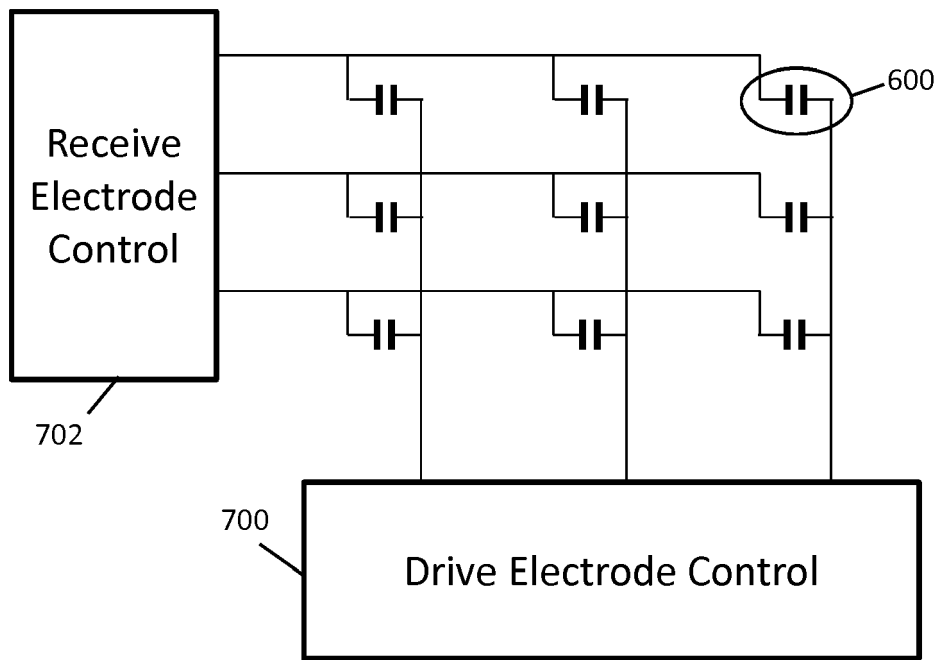 600
Receive
Electrode
Control
702
700
Drive Electrode Control